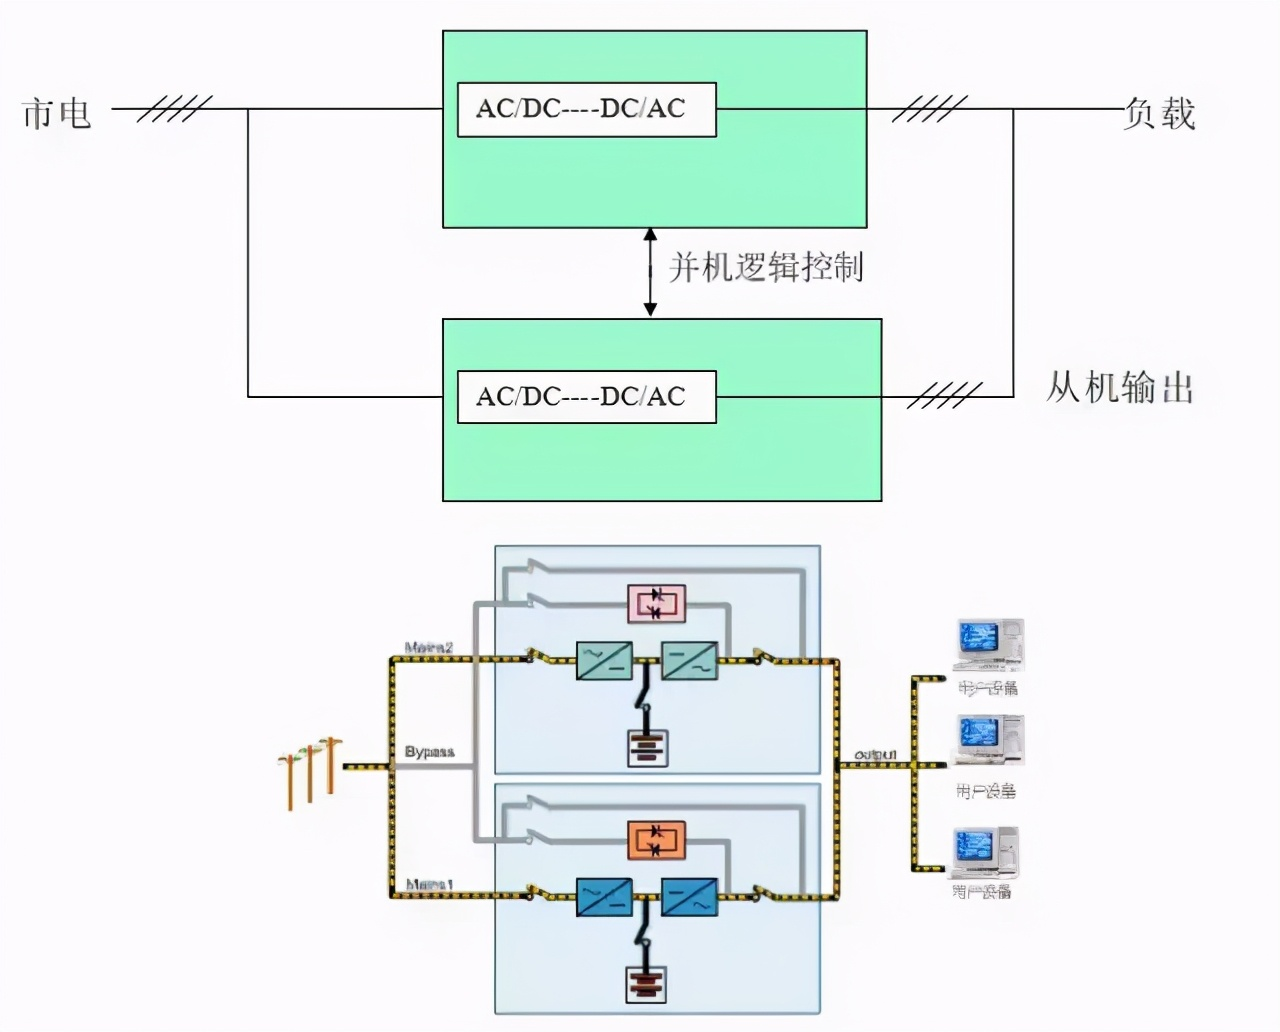 市电
AC/DC----DC/AC
负载
并机逻辑控制
AC/DC----DC/AC
从机输出
Mains2
用户设备
Bypass
output
用户设备
Mains1
用户设备